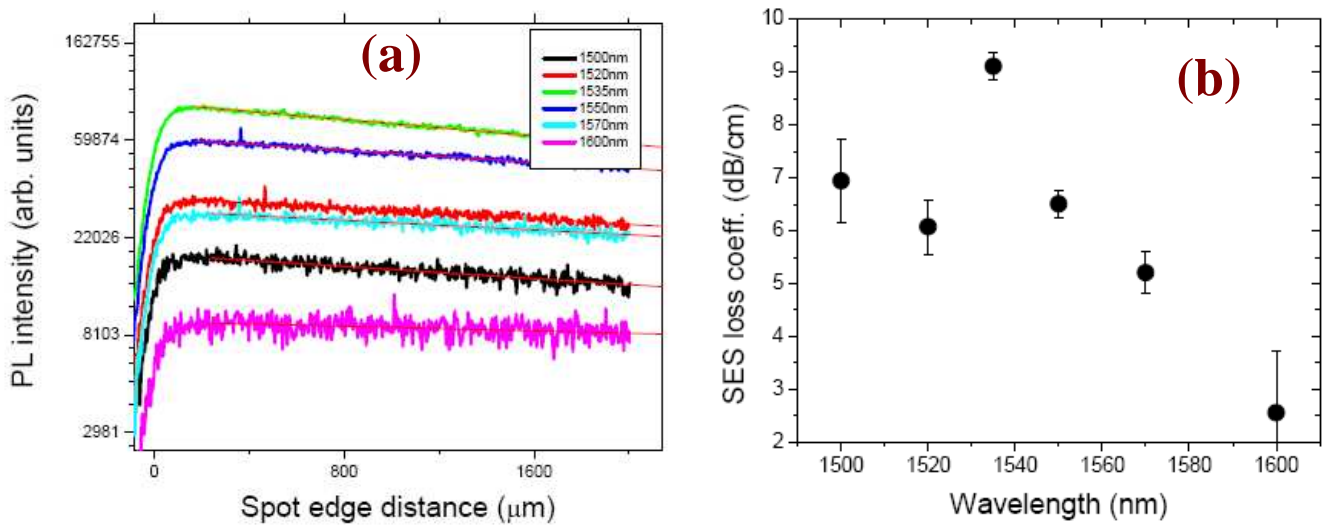 (a)
1500nm
1520nm
1535nm
1550nm
1570nm
1600nm
162755
59874
22026
8103
2981
PL intensity (arb. units)
0 800 1600
Spot edge distance (μm)
(b)
10
9
8
7
6
5
4
3
2
SES loss coeff. (dB/cm)
1500 1520 1540 1560 1580 1600
Wavelength (nm)